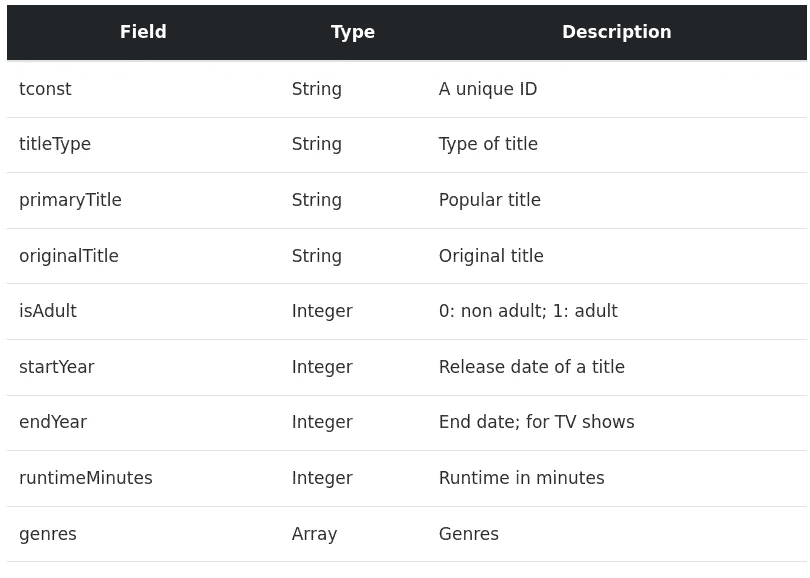 Field Type Description
tconst String A unique ID
titleType String Type of title
primaryTitle String Popular title
originalTitle String Original title
isAdult Integer 0: non adult; 1: adult
startYear Integer Release date of a title
endYear Integer End date; for TV shows
runtimeMinutes Integer Runtime in minutes
genres Array Genres